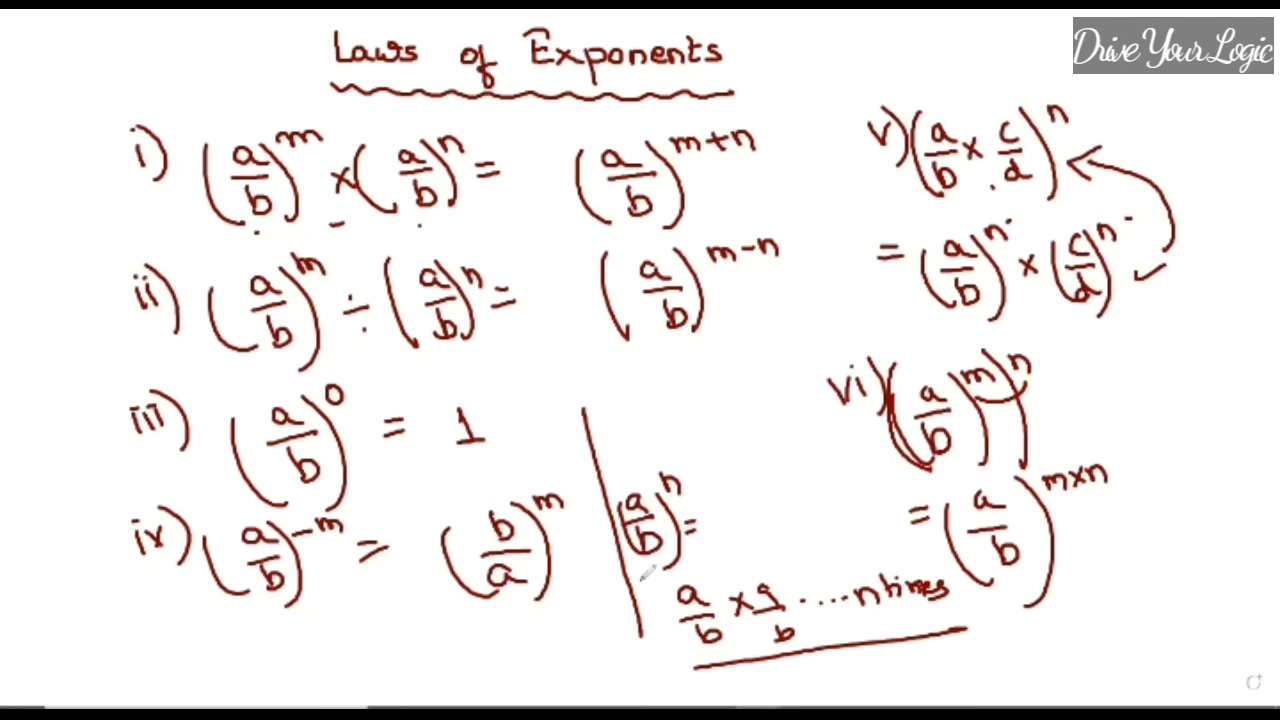 Drive Your Logic
Laws of Exponents
i) (a/b)^m × (a/b)^n = (a/b)^(m+n)
ii) (a/b)^m ÷ (a/b)^n = (a/b)^(m-n)
iii) (a/b)^0 = 1
iv) (a/b)^(-m) = (b/a)^m
(a/b)^n =
a/b × a/b ..... n times
v) (a/b × c/d)^n
= (a/b)^n × (c/d)^n
vi) ((a/b)^m)^n
= (a/b)^(m×n)